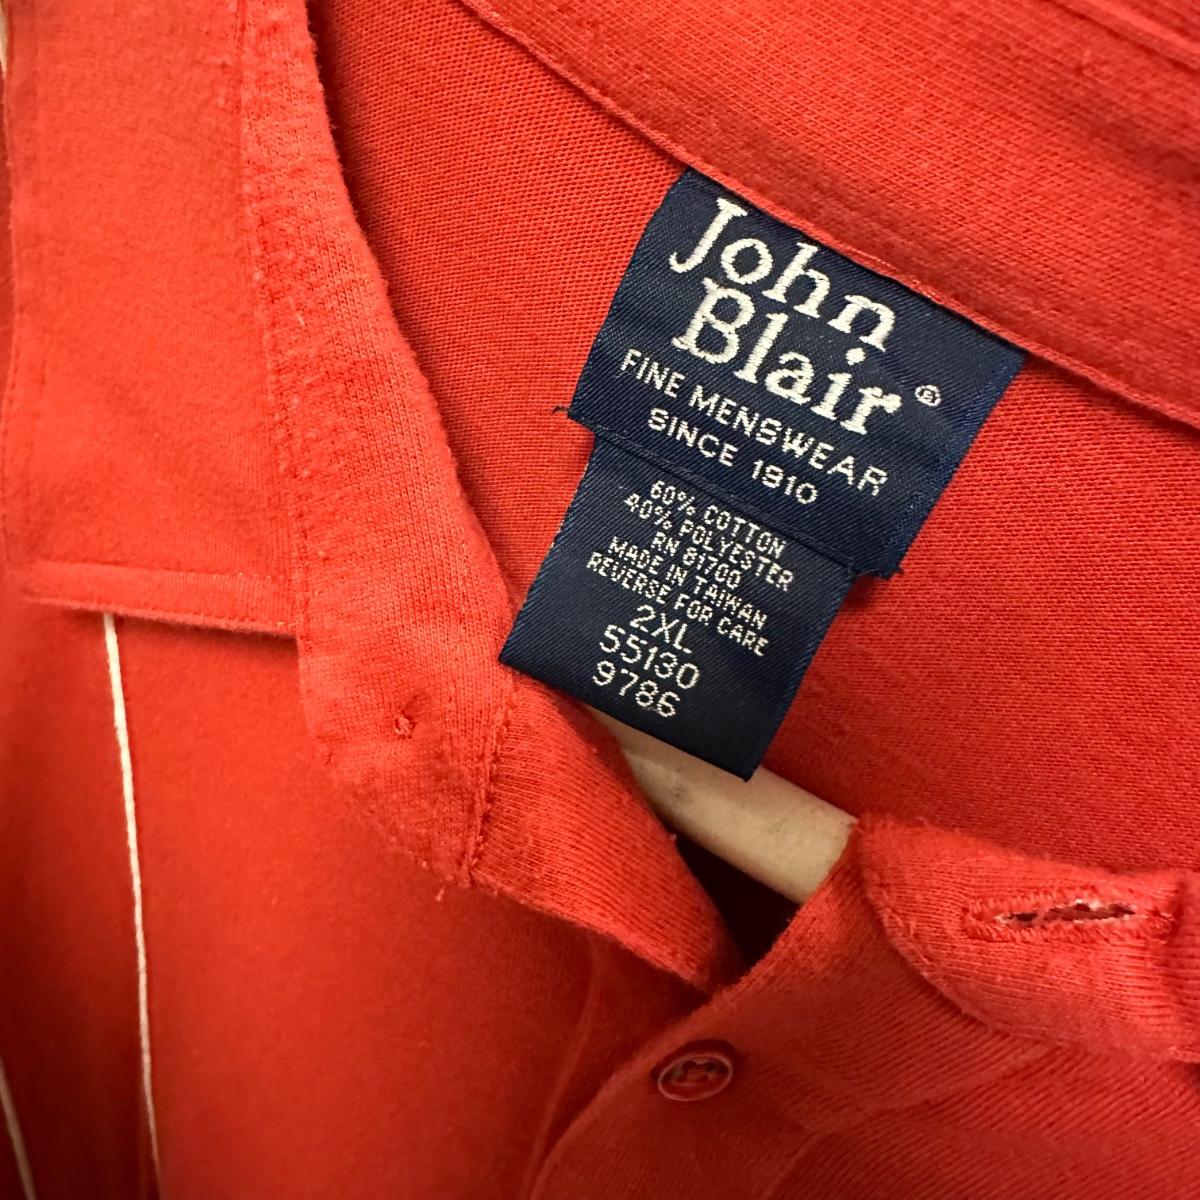 John
Blair®
FINE MENSWEAR
SINCE 1910
60% COTTON
40% POLYESTER
RN 81700
MADE IN TAIWAN
REVERSE FOR CARE
2XL
55130
9786